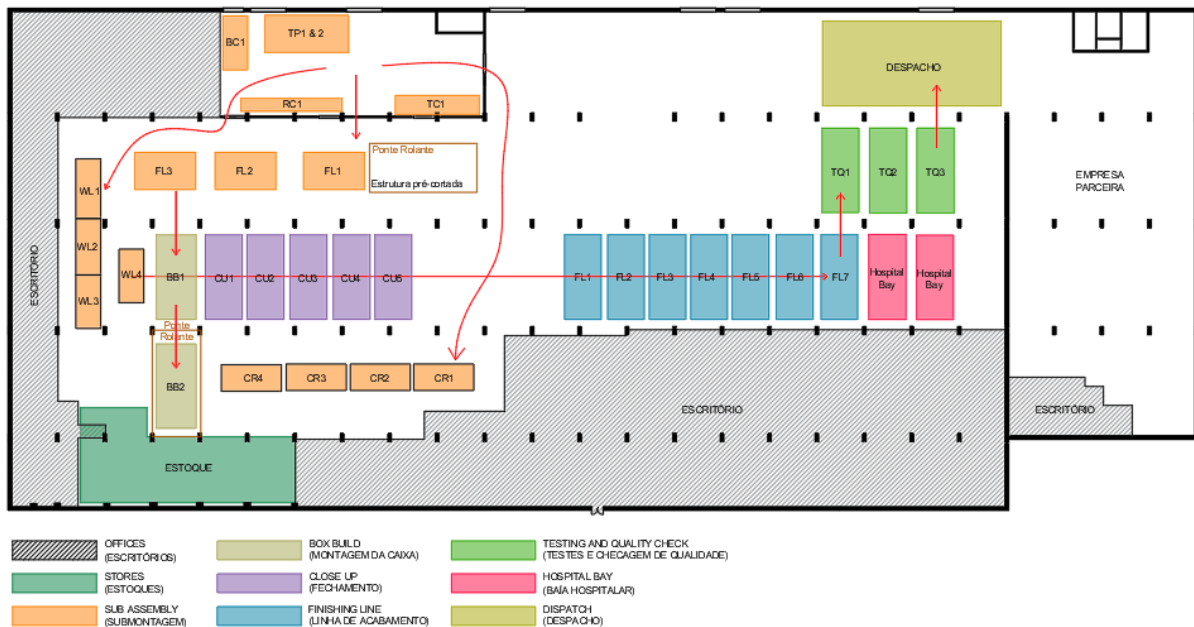 BC1
TP1 & 2
RC1
TC1
DESPACHO
Ponte Rolante
Estrutura pré-cortada
FL3
FL2
FL1
WL1
WL2
WL3
WL4
TQ1
TQ2
TQ3
EMPRESA
PARCEIRA
ESCRITÓRIO
BB1
CU1
CU2
CU3
CU4
CU5
FL1
FL2
FL3
FL4
FL5
FL6
FL7
Hospital
Bay
Hospital
Bay
Ponte
Rolante
BB2
CR4
CR3
CR2
CR1
ESCRITÓRIO
ESCRITÓRIO
ESTOQUE
OFFICES
(ESCRITÓRIOS)
BOX BUILD
(MONTAGEM DA CAIXA)
TESTING AND QUALITY CHECK
(TESTES E CHECAGEM DE QUALIDADE)
STORES
(ESTOQUES)
CLOSE UP
(FECHAMENTO)
HOSPITAL BAY
(BAÍA HOSPITALAR)
SUB ASSEMBLY
(SUBMONTAGEM)
FINISHING LINE
(LINHA DE ACABAMENTO)
DISPATCH
(DESPACHO)